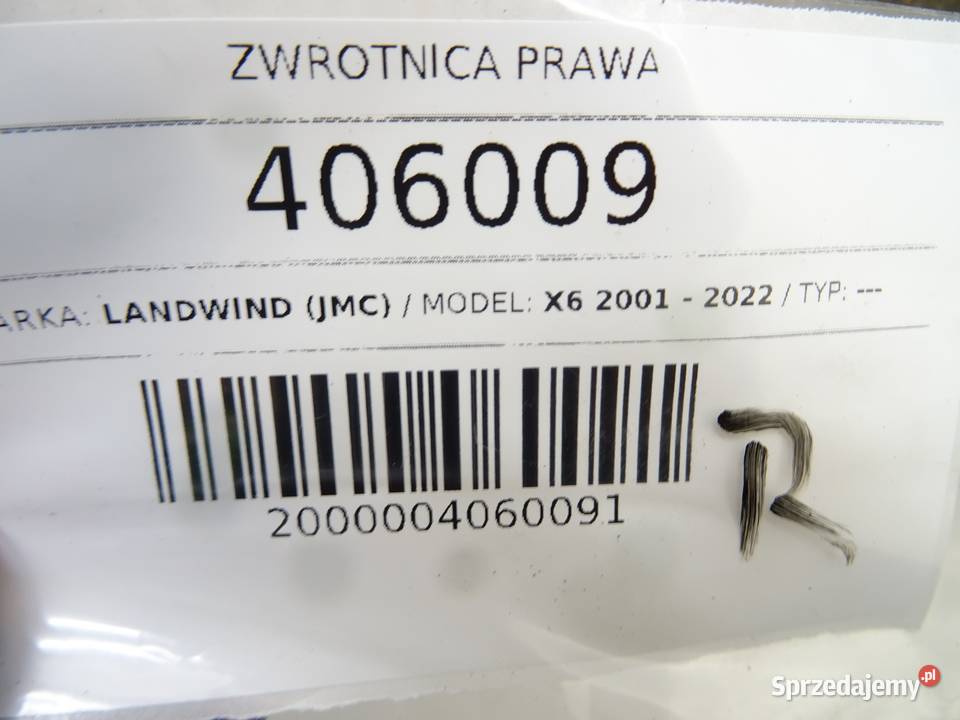 ZWROTNICA PRAWA
406009
ARKA: LANDWIND (JMC) / MODEL: X6 2001 - 2022 / TYP: ---
2000004060091
R
Sprzedajemy.pl